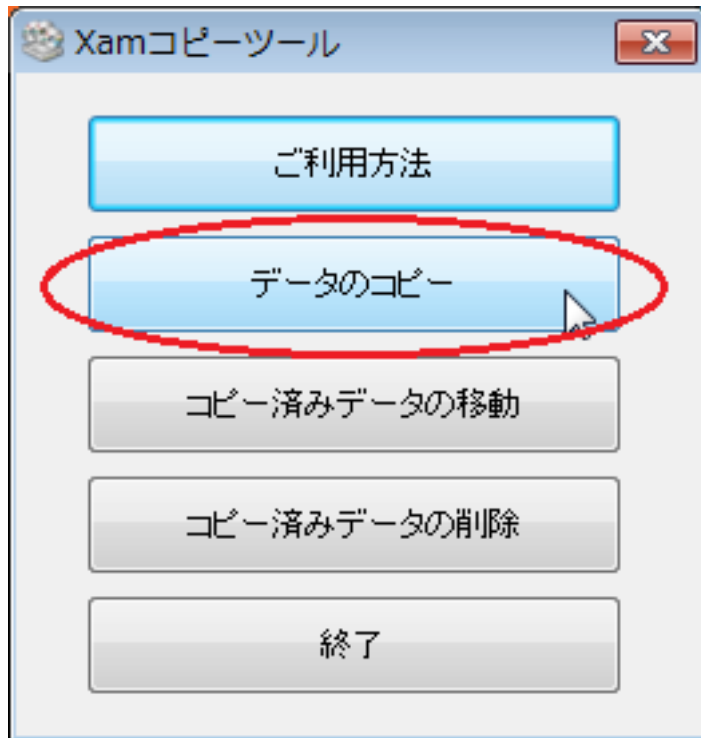 Xamコピーツール
ご利用方法
データのコピー
コピー済みデータの移動
コピー済みデータの削除
終了